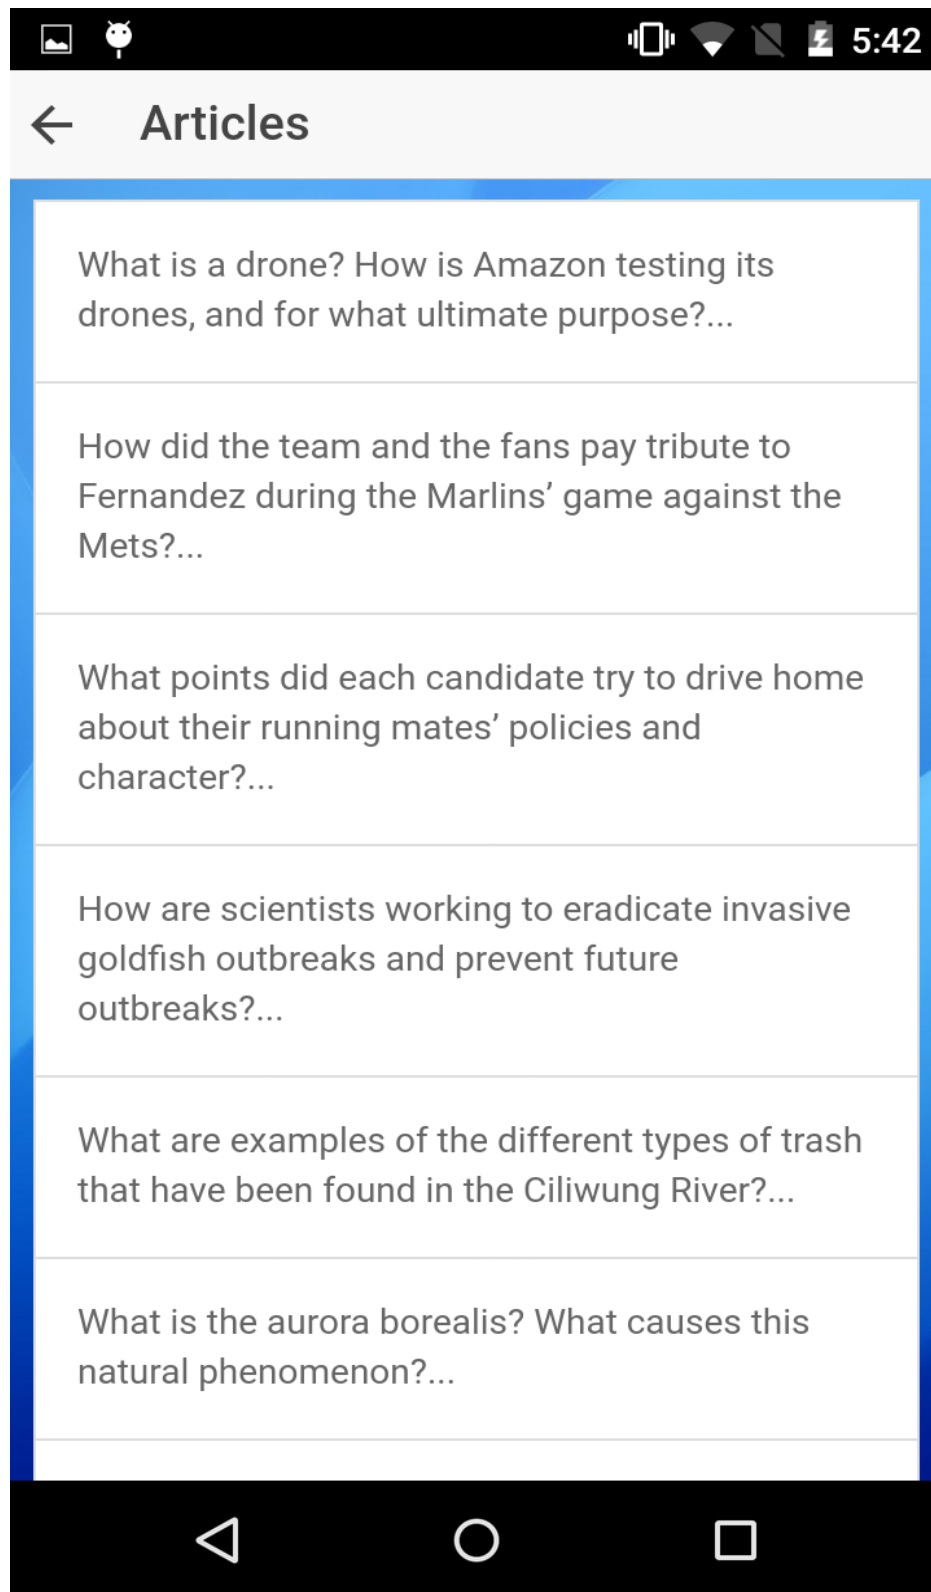 5:42
Articles
What is a drone? How is Amazon testing its
drones, and for what ultimate purpose?...
How did the team and the fans pay tribute to
Fernandez during the Marlins’ game against the
Mets?...
What points did each candidate try to drive home
about their running mates’ policies and
character?...
How are scientists working to eradicate invasive
goldfish outbreaks and prevent future
outbreaks?...
What are examples of the different types of trash
that have been found in the Ciliwung River?...
What is the aurora borealis? What causes this
natural phenomenon?...